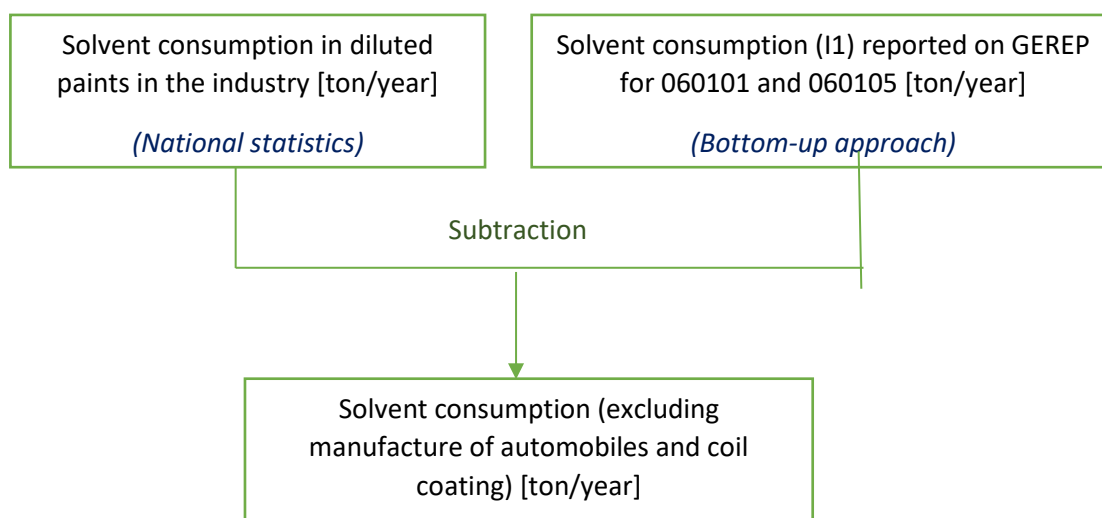 Solvent consumption in diluted
paints in the industry [ton/year]
(National statistics)
Solvent consumption (I1) reported on GEREP
for 060101 and 060105 [ton/year]
(Bottom-up approach)
Subtraction
Solvent consumption (excluding
manufacture of automobiles and coil
coating) [ton/year]